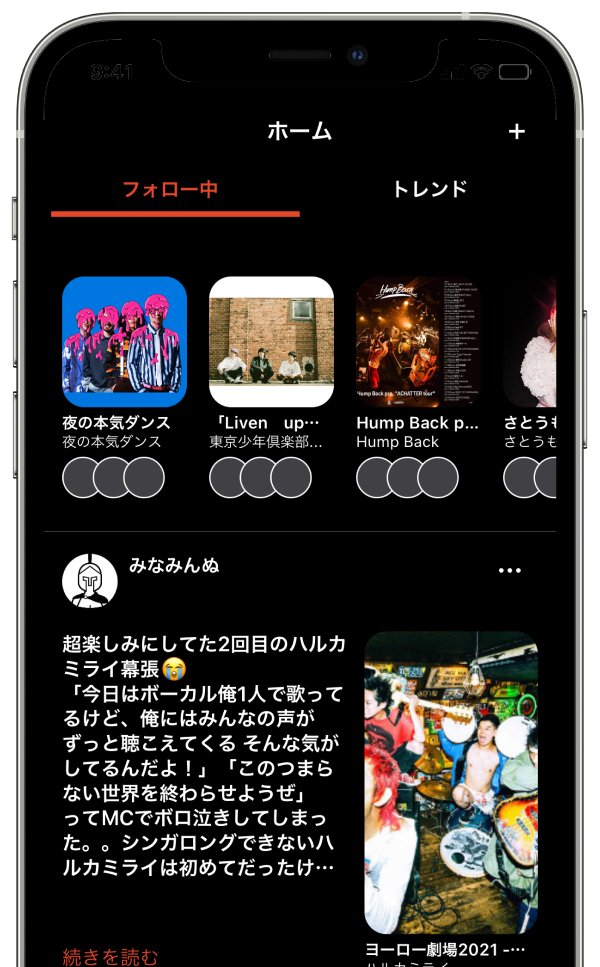 9:41
ホーム
+
フォロー中
トレンド
Hump Back
Hump Back pre. "ACHATTER tour"
夜の本気ダンス
夜の本気ダンス
「Liven up…
東京少年倶楽部...
Hump Back p...
Hump Back
さとうも
さとうも
みなみんぬ
超楽しみにしてた2回目のハルカ
ミライ幕張😭
「今日はボーカル俺1人で歌って
るけど、俺にはみんなの声が
ずっと聴こえてくる そんな気が
してるんだよ！」「このつまら
ない世界を終わらせようぜ」
ってMCでボロ泣きしてしまっ
た。。シンガロングできないハ
ルカミライは初めてだったけ…
続きを読む
ヨーロー劇場2021 -…
ハルカミライ